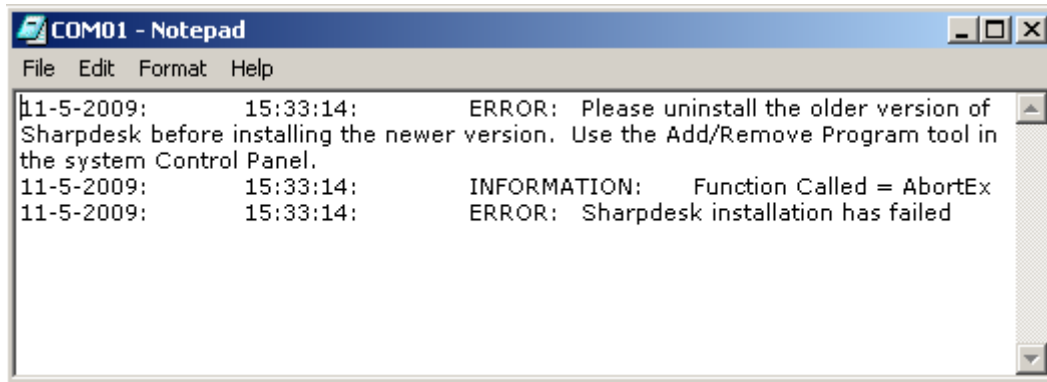 COM01 - Notepad
File Edit Format Help
11-5-2009: 15:33:14: ERROR: Please uninstall the older version of
Sharpdesk before installing the newer version. Use the Add/Remove Program tool in
the system Control Panel.
11-5-2009: 15:33:14: INFORMATION: Function Called = AbortEx
11-5-2009: 15:33:14: ERROR: Sharpdesk installation has failed